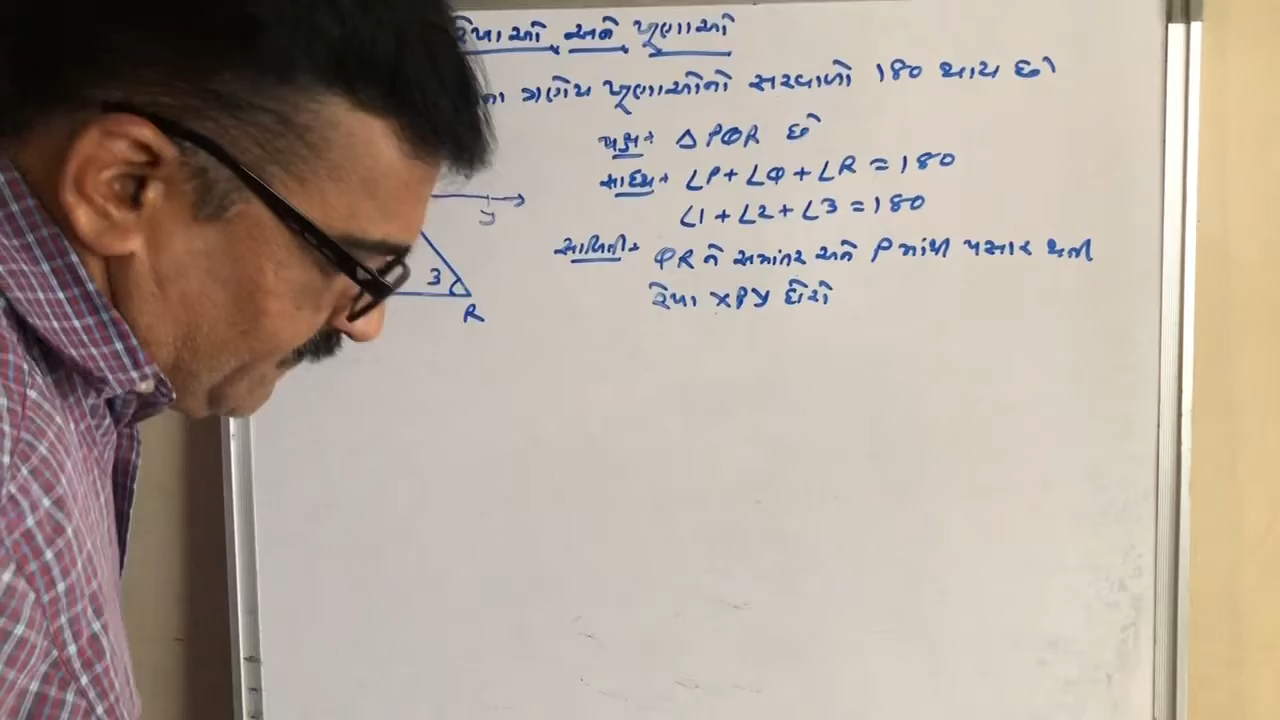 રેખાઓ અને ખૂણાઓ
ના ત્રણેય ખૂણાઓનો સરવાળો 180 થાય છે
પક્ષ : △PQR છે
સાધ્ય : ∠P + ∠Q + ∠R = 180
∠1 + ∠2 + ∠3 = 180
સાબિતી : QR ને સમાંતર અને P માંથી પસાર થતી
રેખા XPY દોરો
y
3
R